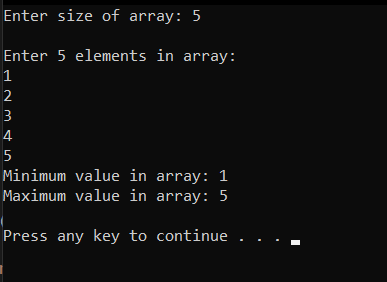 Enter size of array: 5
Enter 5 elements in array:
1
2
3
4
5
Minimum value in array: 1
Maximum value in array: 5
Press any key to continue . . .